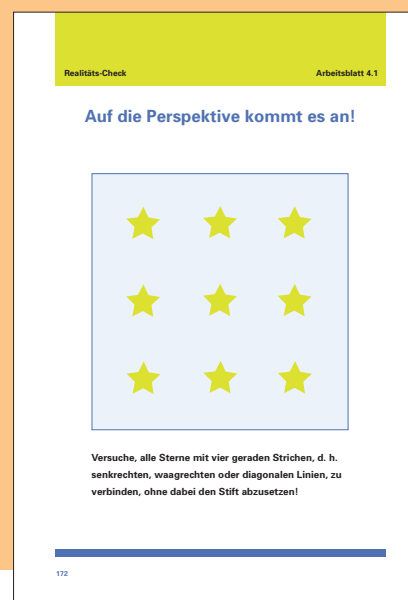 Realitäts-Check
Arbeitsblatt 4.1
Auf die Perspektive kommt es an!
Versuche, alle Sterne mit vier geraden Strichen, d. h.
senkrechten, waagrechten oder diagonalen Linien, zu
verbinden, ohne dabei den Stift abzusetzen!
172